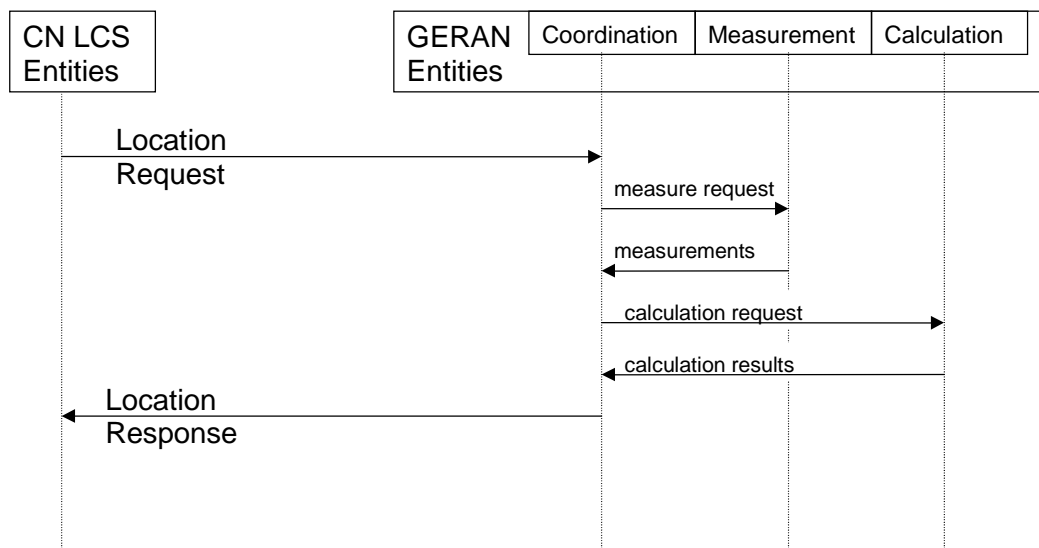 CN LCS
Entities
GERAN
Entities
Coordination
Measurement
Calculation
Location
Request
measure request
measurements
calculation request
calculation results
Location
Response